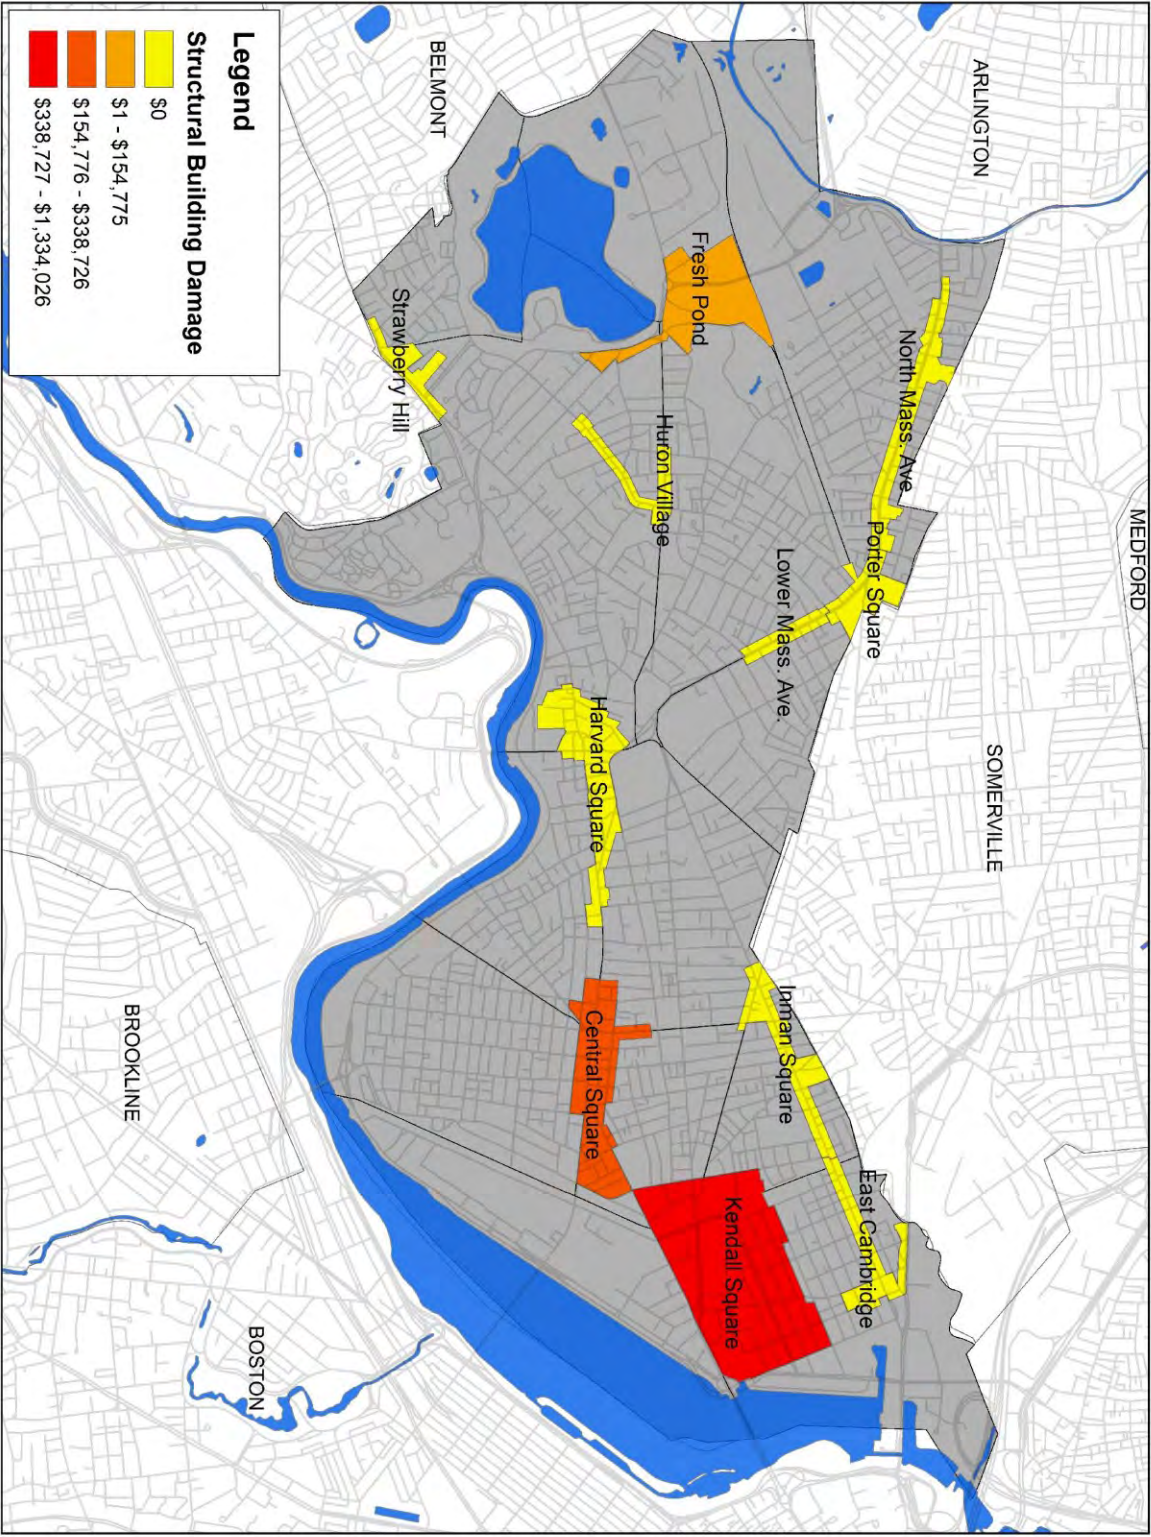 ARLINGTON
MEDFORD
BELMONT
SOMERVILLE
North Mass. Ave
Porter Square
Fresh Pond
Lower Mass. Ave.
Huron Village
Strawberry Hill
Harvard Square
Inman Square
East Cambridge
Central Square
Kendall Square
BROOKLINE
BOSTON
Legend
Structural Building Damage
$0
$1 - $154,775
$154,776 - $338,726
$338,727 - $1,334,026